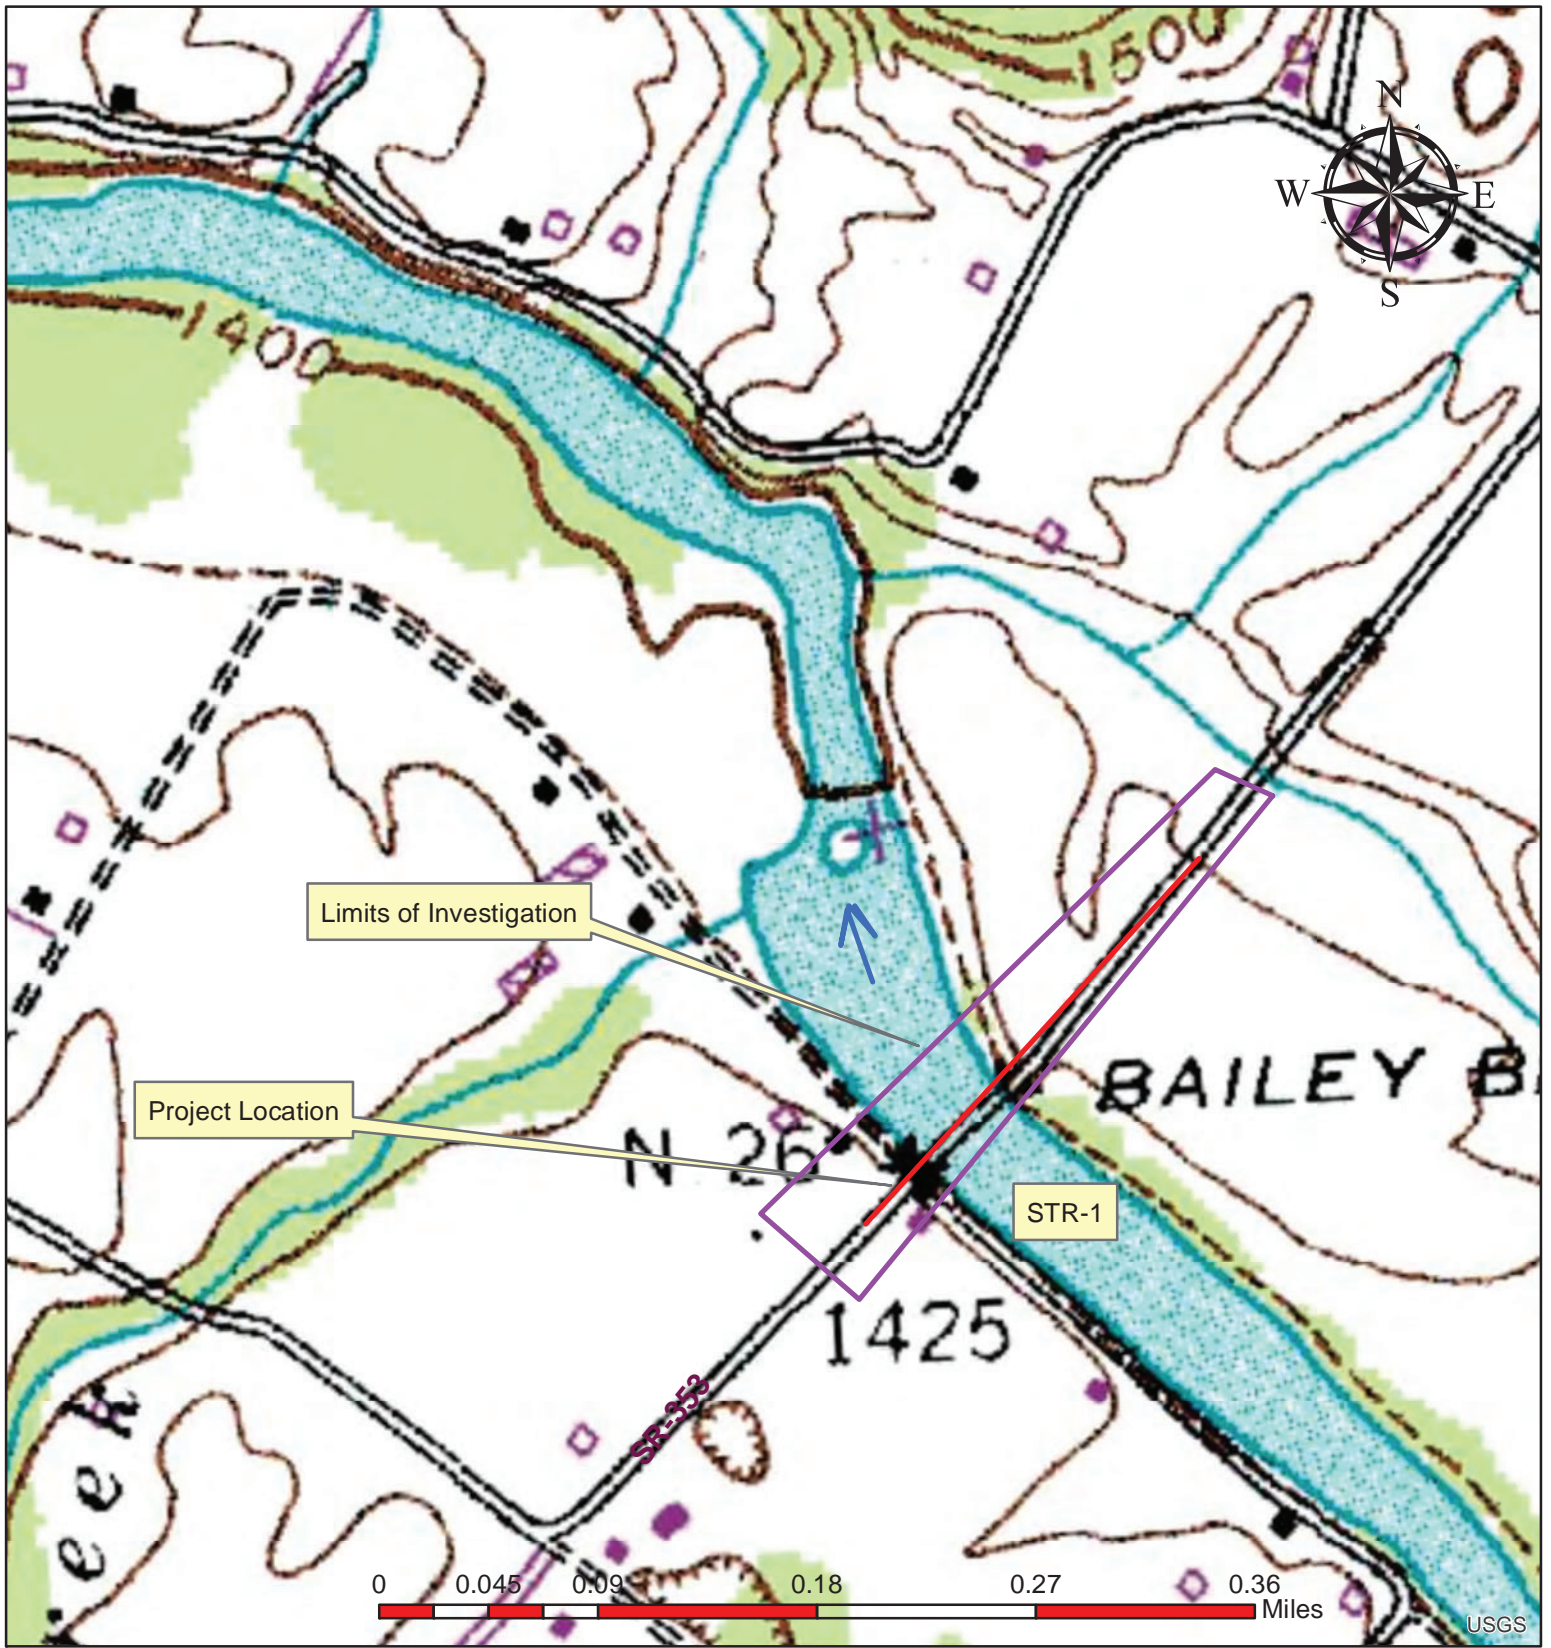 1500
N
W E
S
1400
Limits of Investigation
BAILEY B
Project Location
N 26
STR-1
1425
SR-353
eek
0 0.045 0.09 0.18 0.27 0.36
Miles
USGS